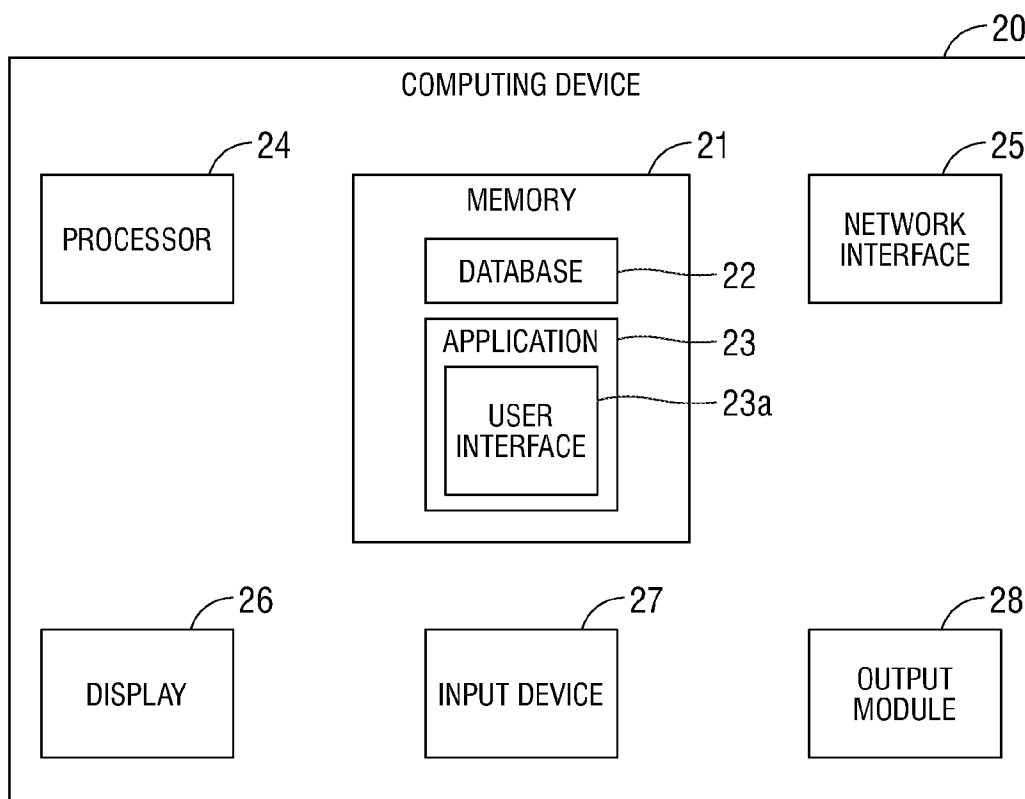 20
COMPUTING DEVICE
24
21
25
PROCESSOR
MEMORY
NETWORK
INTERFACE
DATABASE
22
APPLICATION
23
USER
INTERFACE
23a
26
27
28
DISPLAY
INPUT DEVICE
OUTPUT
MODULE